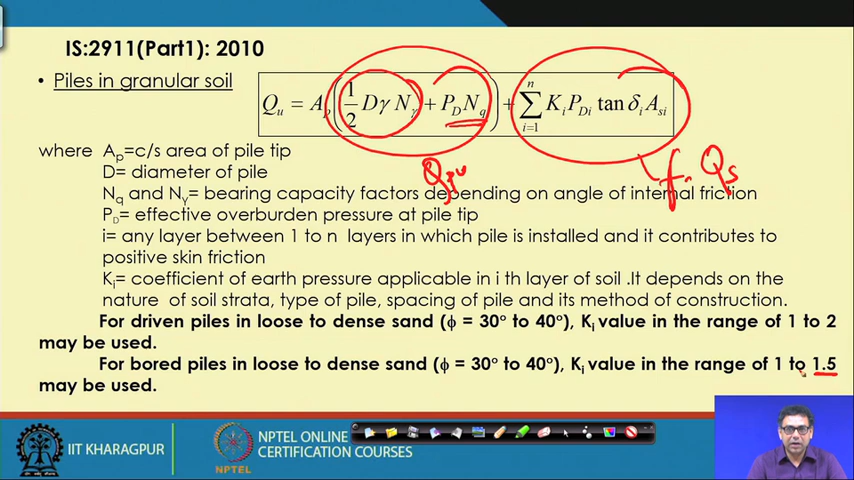 IS:2911(Part1): 2010
• Piles in granular soil
Q_u = A_p ( 1/2 D γ N_γ + P_D N_q ) + ∑_{i=1}^{n} K_i P_{Di} tan δ_i A_{si}
where A_p=c/s area of pile tip
D= diameter of pile
N_q and N_γ= bearing capacity factors depending on angle of internal friction
P_D= effective overburden pressure at pile tip
i= any layer between 1 to n layers in which pile is installed and it contributes to
positive skin friction
K_i= coefficient of earth pressure applicable in i th layer of soil .It depends on the
nature of soil strata, type of pile, spacing of pile and its method of construction.
For driven piles in loose to dense sand (ϕ = 30° to 40°), K_i value in the range of 1 to 2
may be used.
For bored piles in loose to dense sand (ϕ = 30° to 40°), K_i value in the range of 1 to 1.5
may be used.
IIT KHARAGPUR
NPTEL
NPTEL ONLINE
CERTIFICATION COURSES